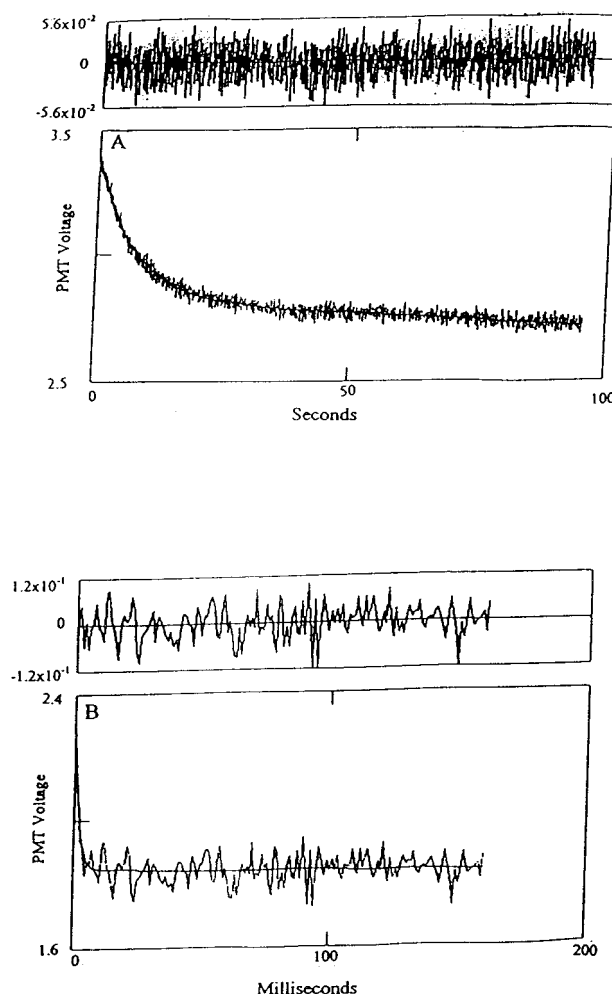 5.6x10⁻²
0
-5.6x10⁻²
3.5
A
PMT Voltage
2.5
0
50
100
Seconds
1.2x10⁻¹
0
-1.2x10⁻¹
2.4
B
PMT Voltage
1.6
0
100
200
Milliseconds